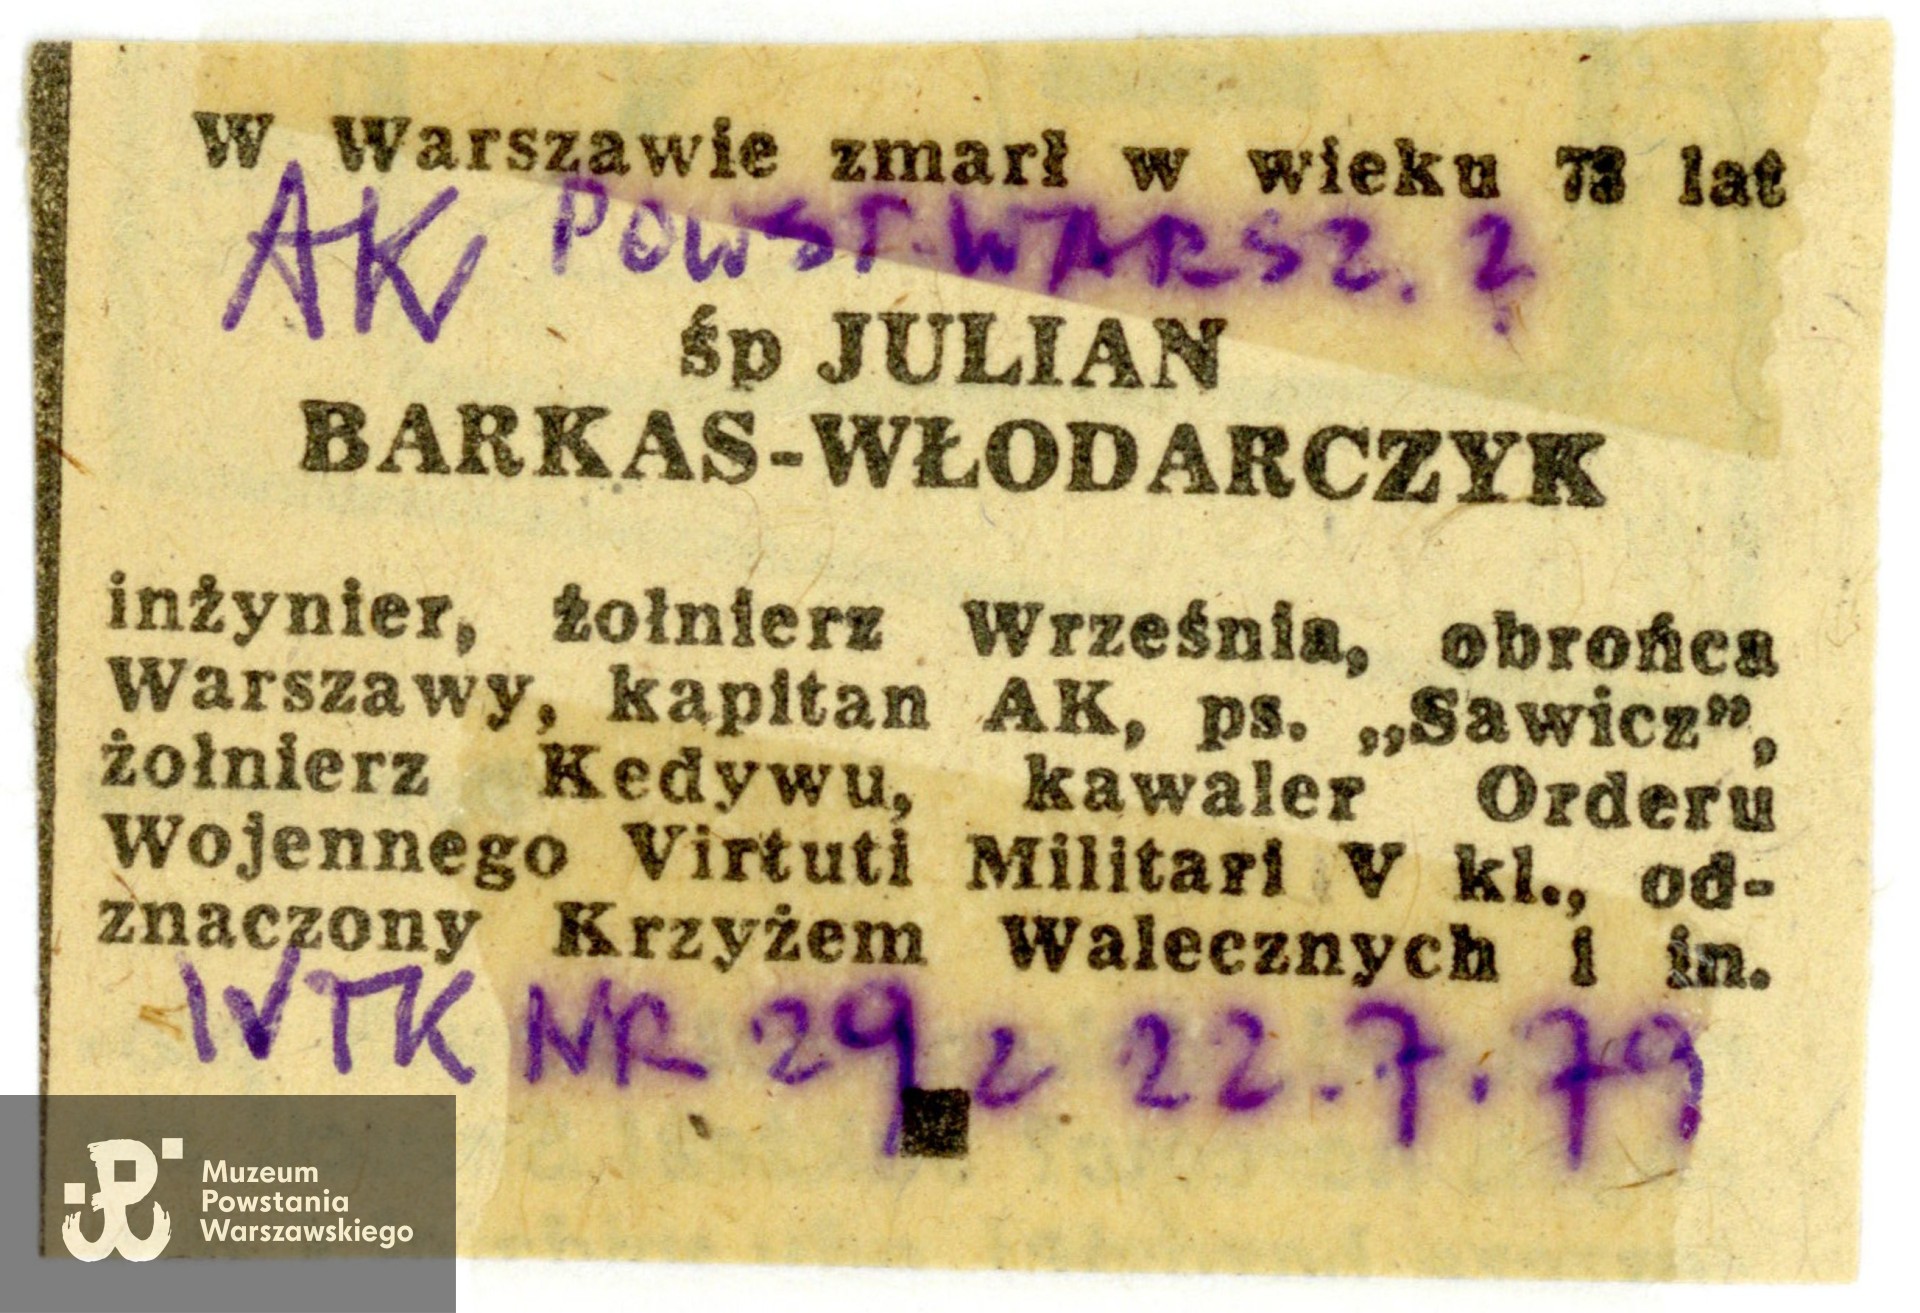 W Warszawie zmarł w wieku 73 lat
AK POWST. WARSZ. ?
śp JULIAN
BARKAS-WŁODARCZYK
inżynier, żołnierz Września, obrońca
Warszawy, kapitan AK, ps. „Sawicz”,
żołnierz Kedywu, kawaler Orderu
Wojennego Virtuti Militari V kl., od-
znaczony Krzyżem Walecznych i in.
WTK NR 29 z 22.7.79
Muzeum
Powstania
Warszawskiego